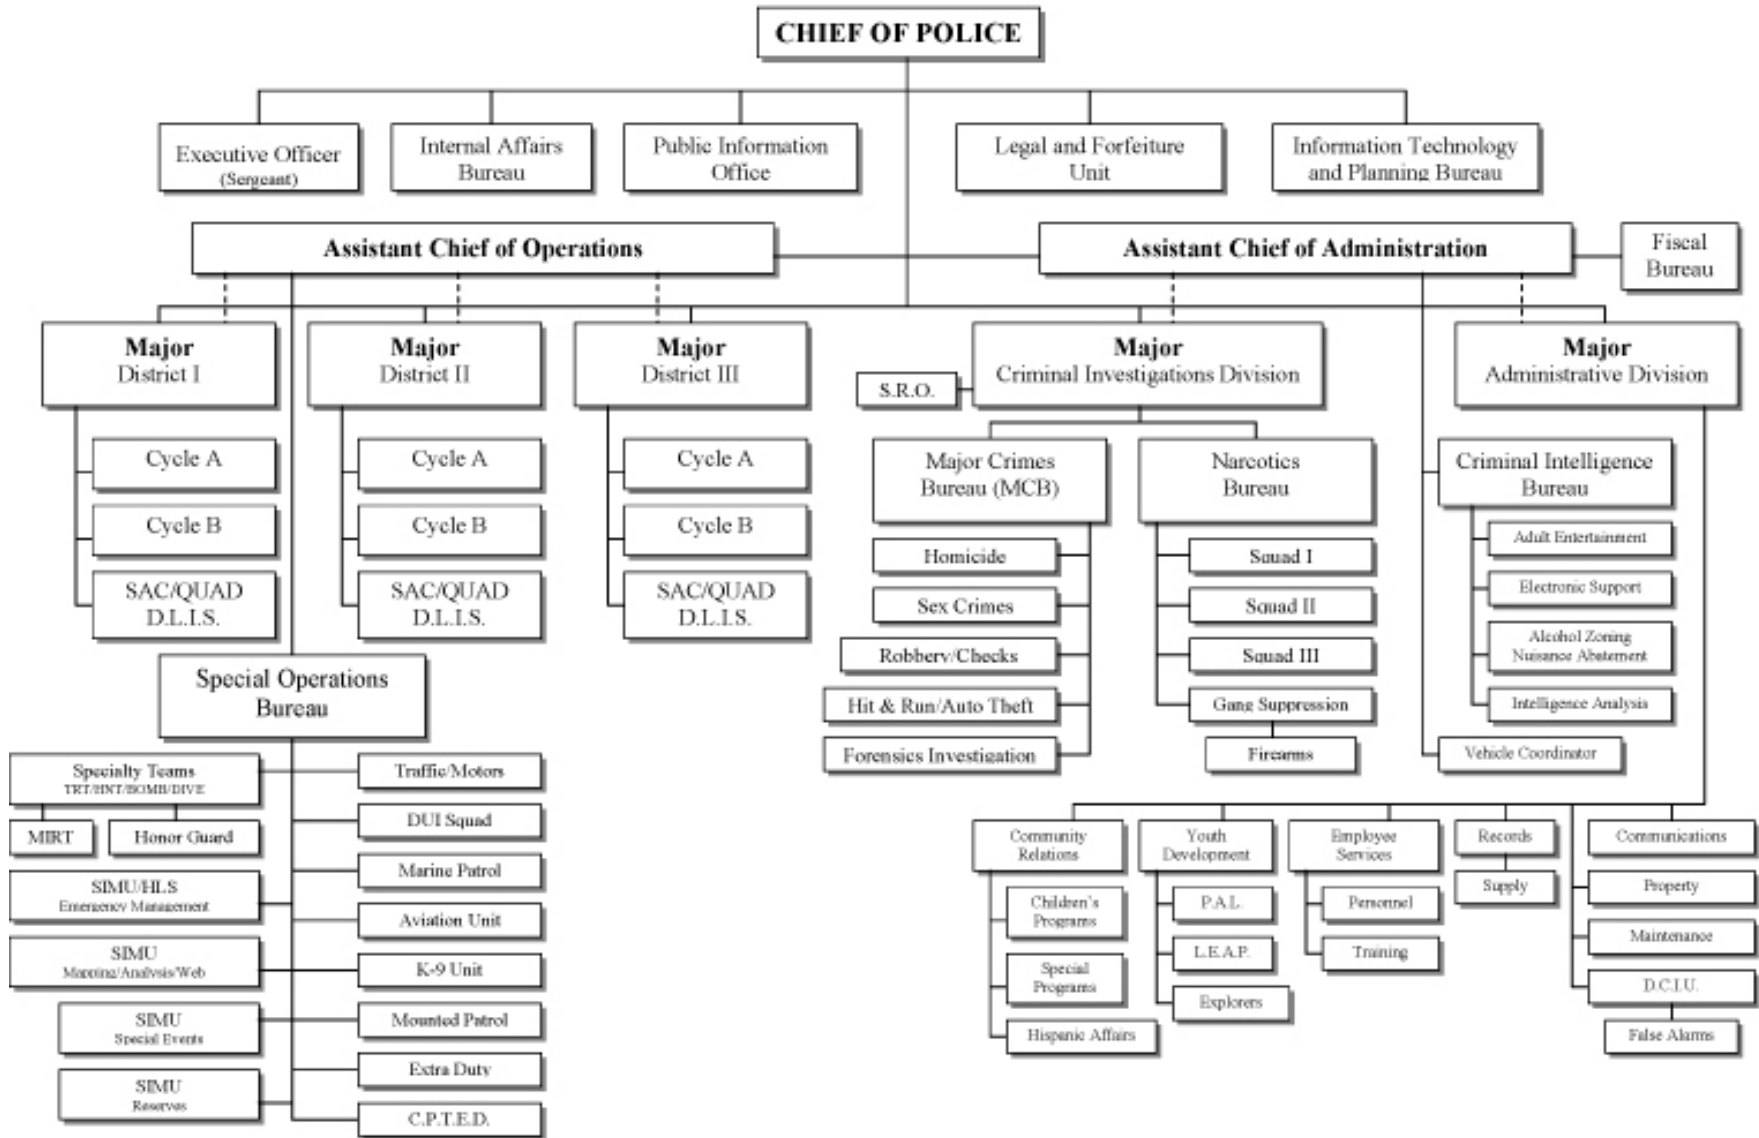 CHIEF OF POLICE
Executive Officer
(Sergeant)
Internal Affairs
Bureau
Public Information
Office
Legal and Forfeiture
Unit
Information Technology
and Planning Bureau
Assistant Chief of Operations
Assistant Chief of Administration
Fiscal
Bureau
Major
District I
Major
District II
Major
District III
Major
Criminal Investigations Division
Major
Administrative Division
S.R.O.
Cycle A
Cycle B
SAC/QUAD
D.L.I.S.
Cycle A
Cycle B
SAC/QUAD
D.L.I.S.
Cycle A
Cycle B
SAC/QUAD
D.L.I.S.
Major Crimes
Bureau (MCB)
Homicide
Sex Crimes
Robbery/Checks
Hit & Run/Auto Theft
Forensics Investigation
Narcotics
Bureau
Squad I
Squad II
Squad III
Gang Suppression
Firearms
Criminal Intelligence
Bureau
Adult Entertainment
Electronic Support
Alcohol Zoning
Nuisance Abatement
Intelligence Analysis
Vehicle Coordinator
Special Operations
Bureau
Specialty Teams
TRT/HNT/BOMB/DIVE
MIRT
Honor Guard
SIMU/HLS
Emergency Management
SIMU
Mapping/Analysis/Web
SIMU
Special Events
SIMU
Reserves
Traffic/Motors
DUI Squad
Marine Patrol
Aviation Unit
K-9 Unit
Mounted Patrol
Extra Duty
C.P.T.E.D.
Community
Relations
Children's
Programs
Special
Programs
Hispanic Affairs
Youth
Development
P.A.L.
L.E.A.P.
Explorers
Employee
Services
Personnel
Training
Records
Supply
Communications
Property
Maintenance
D.C.I.U.
False Alarms